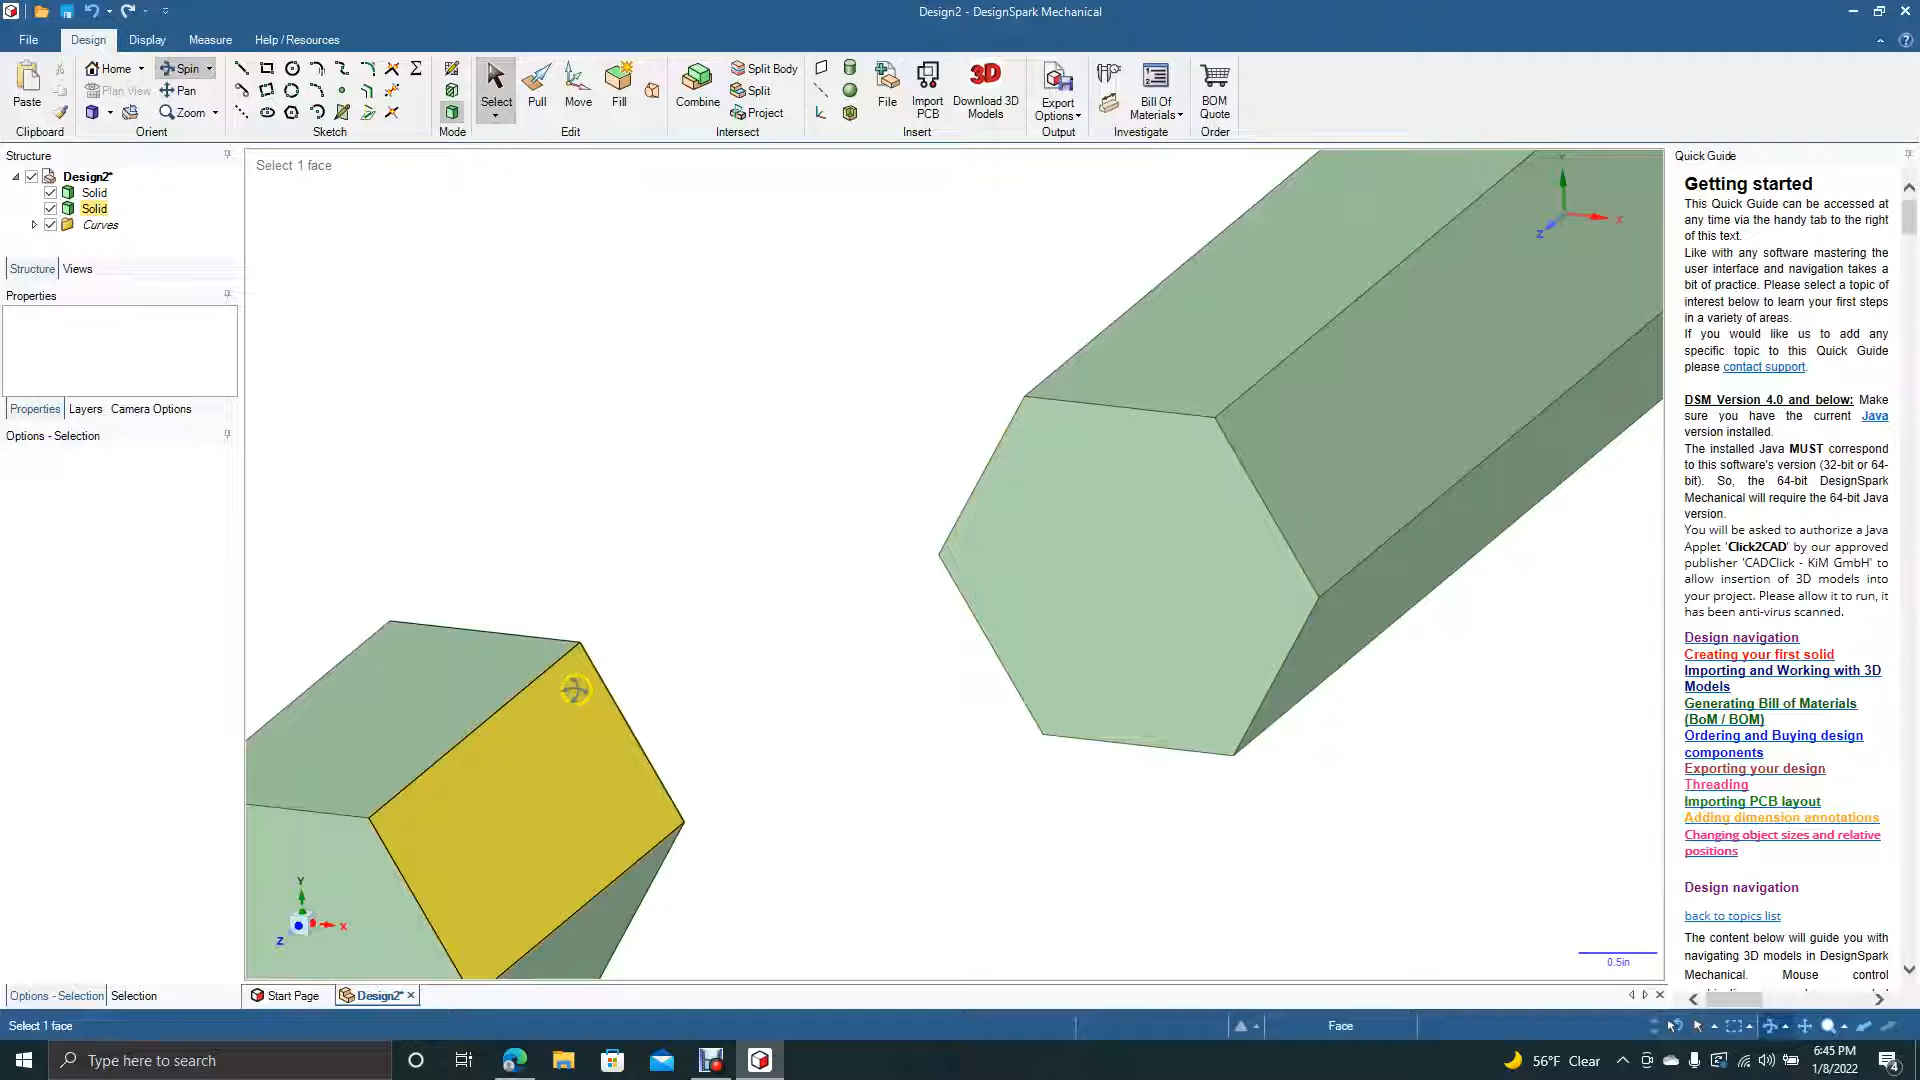 Design2 - DesignSpark Mechanical
File Design Display Measure Help / Resources
Paste
Home Spin
Plan View Pan
Zoom
Select Pull Move Fill
Combine Split Body
Split
Project
File Import PCB Download 3D Models
Export Options
Bill Of Materials
BOM Quote
Clipboard Orient Sketch Mode Edit Intersect Insert Output Investigate Order
Structure
Design2*
Solid
Solid
Curves
Structure Views
Properties
Properties Layers Camera Options
Options - Selection
Options - Selection Selection
Select 1 face
Y
X
Z
Y
X
Z
0.5in
Start Page Design2*
Quick Guide
Getting started
This Quick Guide can be accessed at
any time via the handy tab to the right
of this text.
Like with any software mastering the
user interface and navigation takes a
bit of practice. Please select a topic of
interest below to learn your first steps
in a variety of areas.
If you would like us to add any
specific topic to this Quick Guide
please contact support.
DSM Version 4.0 and below: Make
sure you have the current Java
version installed.
The installed Java MUST correspond
to this software's version (32-bit or 64-
bit). So, the 64-bit DesignSpark
Mechanical will require the 64-bit Java
version.
You will be asked to authorize a Java
Applet 'Click2CAD' by our approved
publisher 'CADClick - KiM GmbH' to
allow insertion of 3D models into
your project. Please allow it to run, it
has been anti-virus scanned.
Design navigation
Creating your first solid
Importing and Working with 3D
Models
Generating Bill of Materials
(BoM / BOM)
Ordering and Buying design
components
Exporting your design
Threading
Importing PCB layout
Adding dimension annotations
Changing object sizes and relative
positions
Design navigation
back to topics list
The content below will guide you with
navigating 3D models in DesignSpark
Mechanical. Mouse control
Select 1 face Face
Type here to search
56°F Clear
6:45 PM
1/8/2022
4